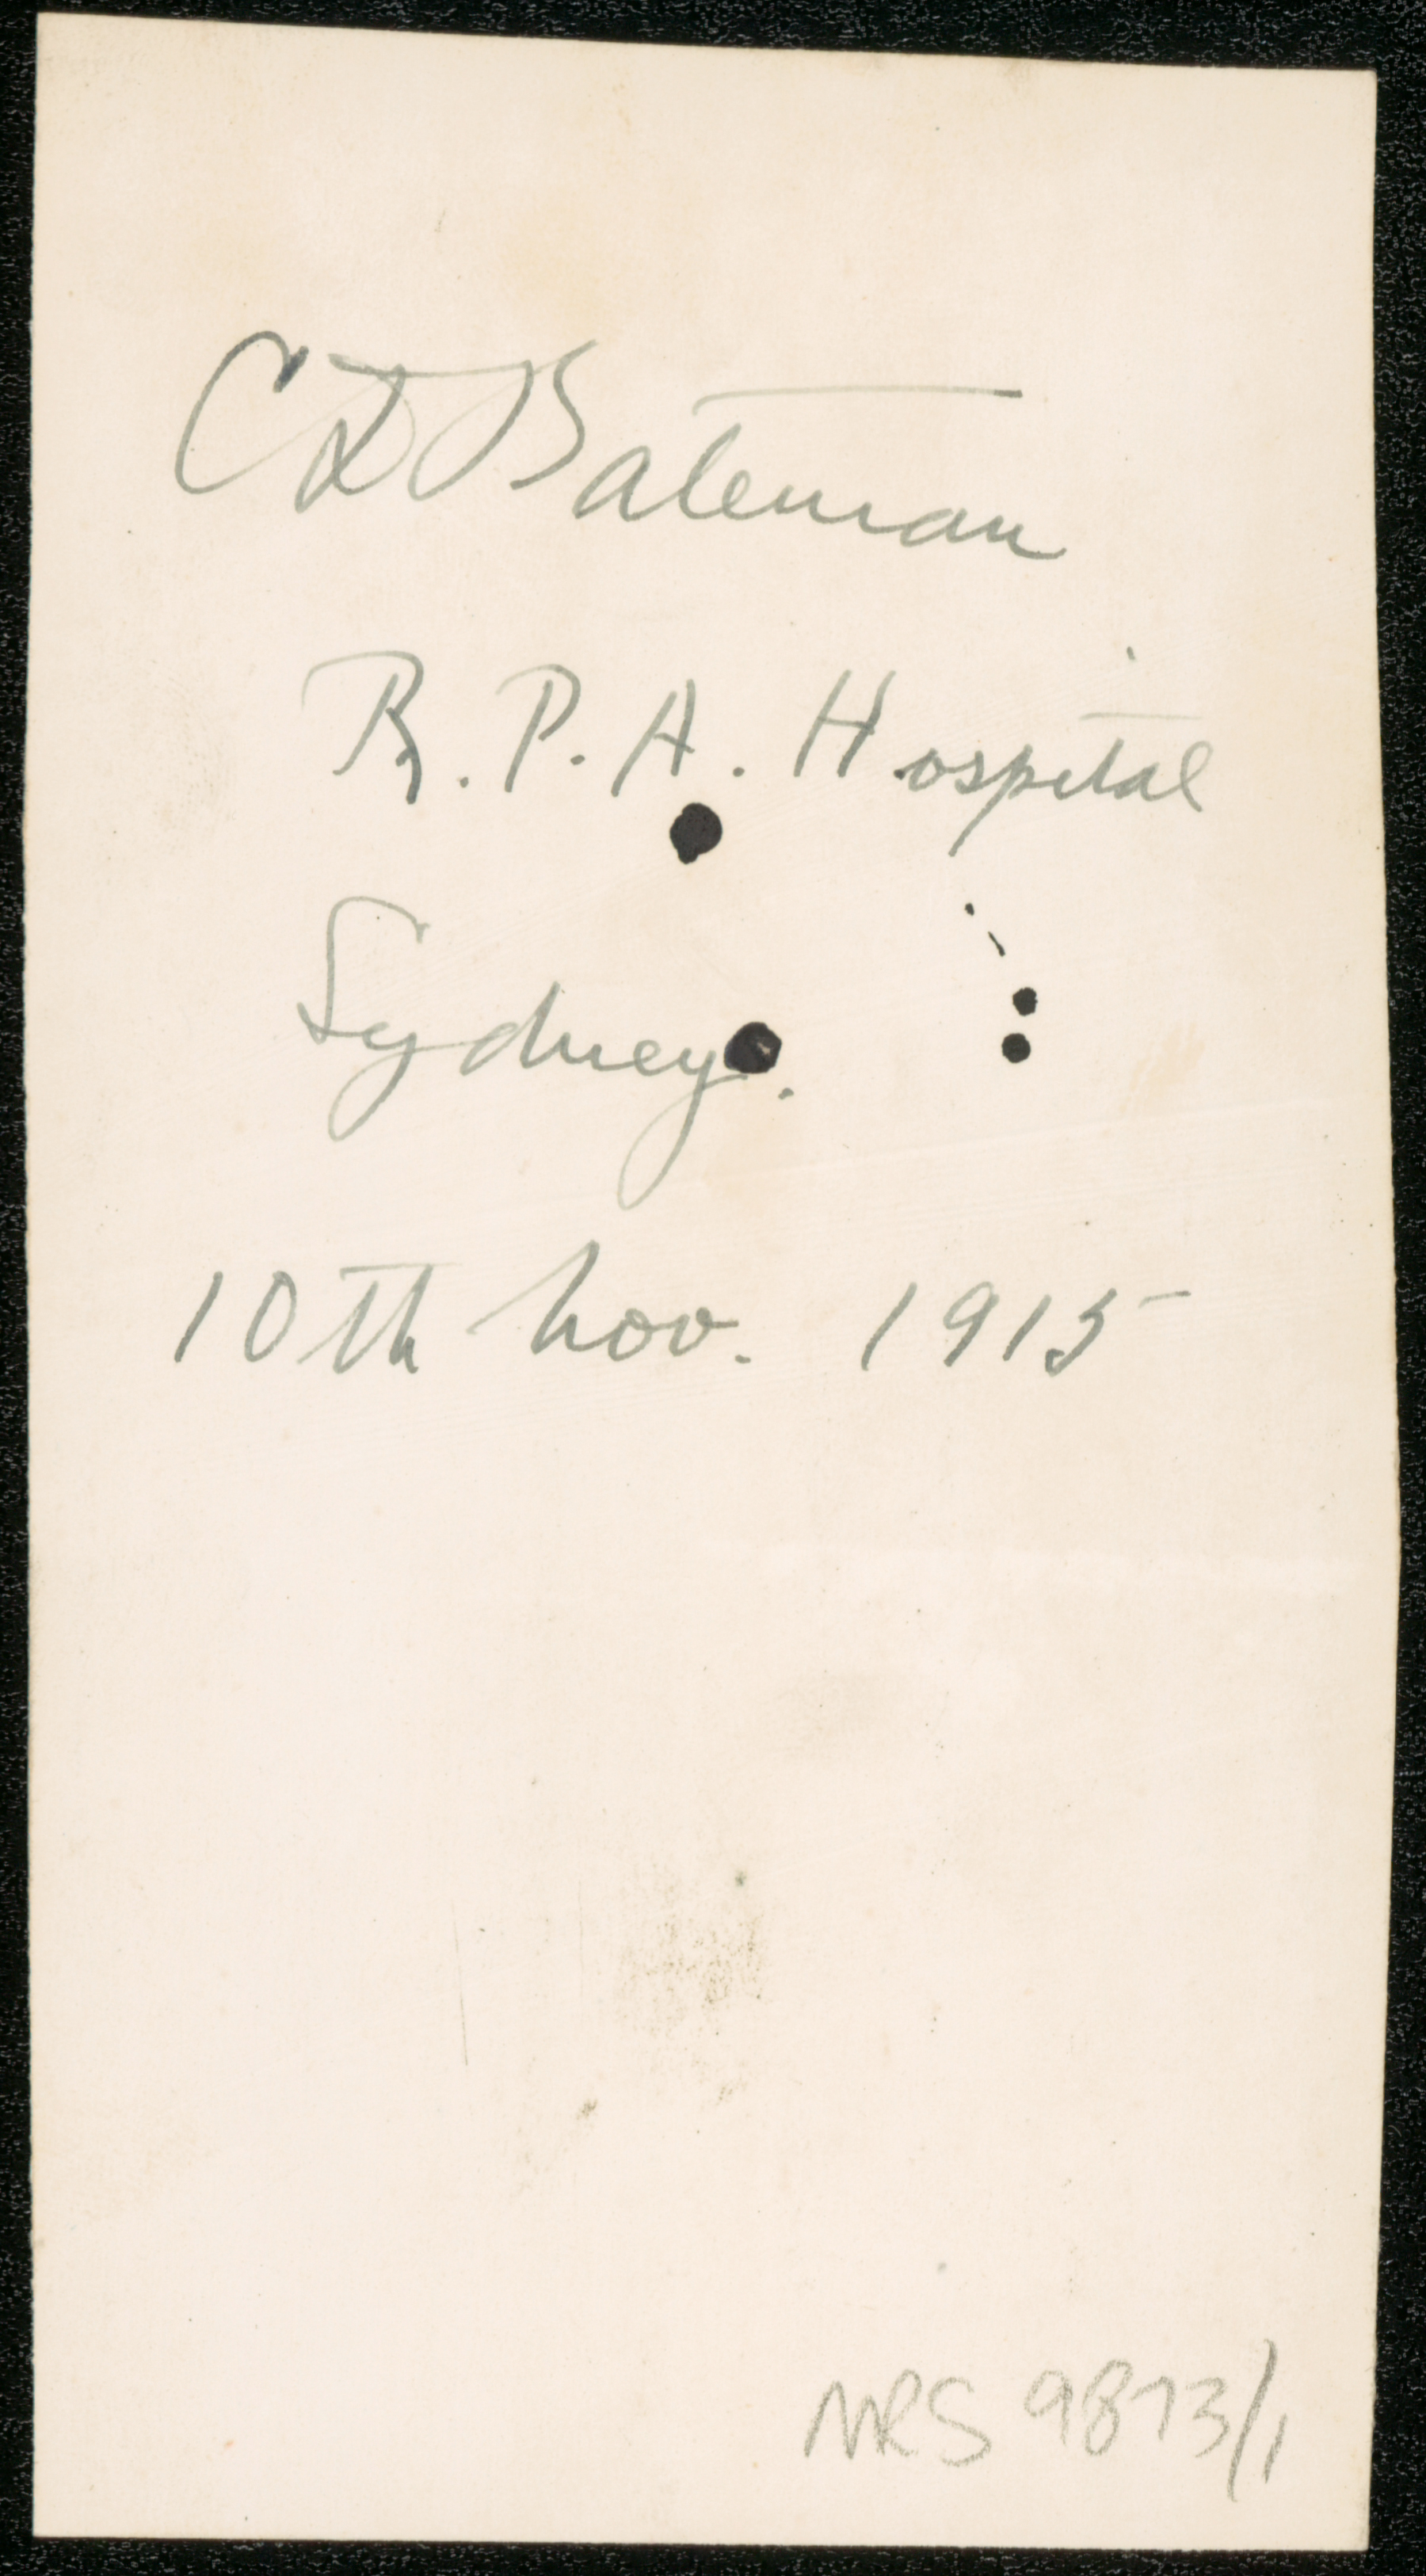 C D Bateman
R.P.A. Hospital
Sydney.
10th Nov. 1915
NRS 9873/1